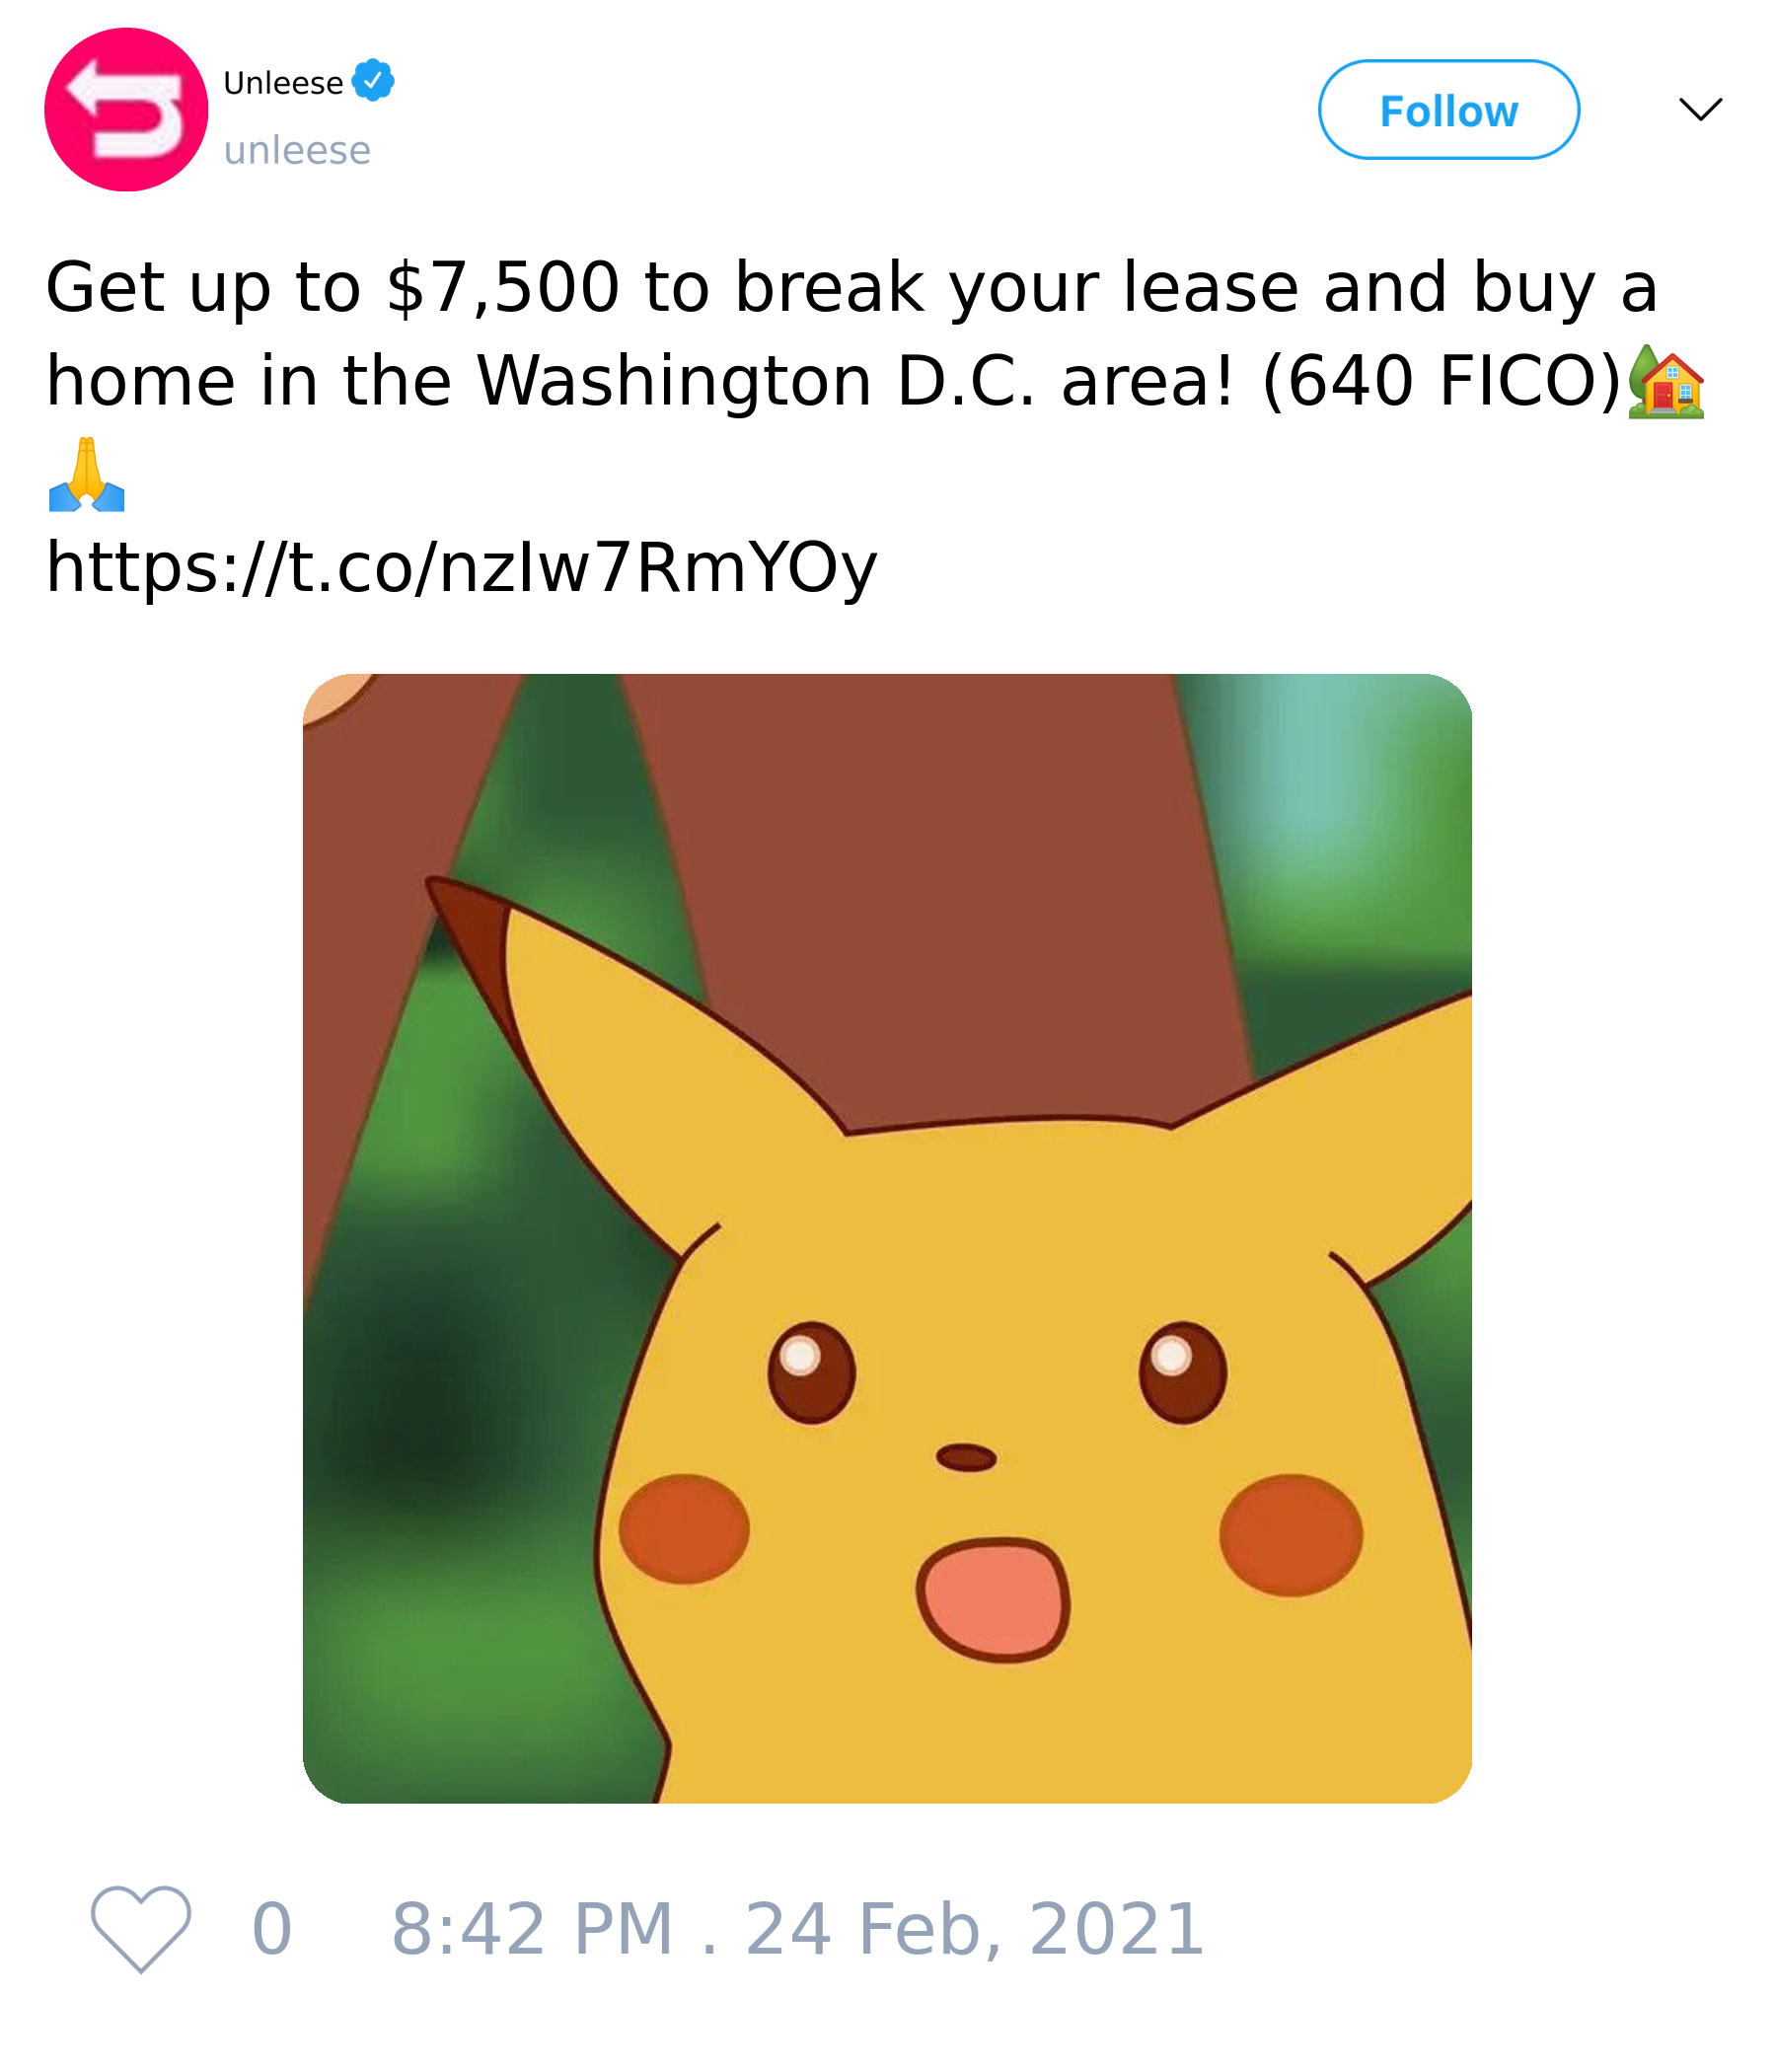 Unleese
unleese
Follow
Get up to $7,500 to break your lease and buy a
home in the Washington D.C. area! (640 FICO)🏡
🙏
https://t.co/nzlw7RmYOy
0
8:42 PM . 24 Feb, 2021